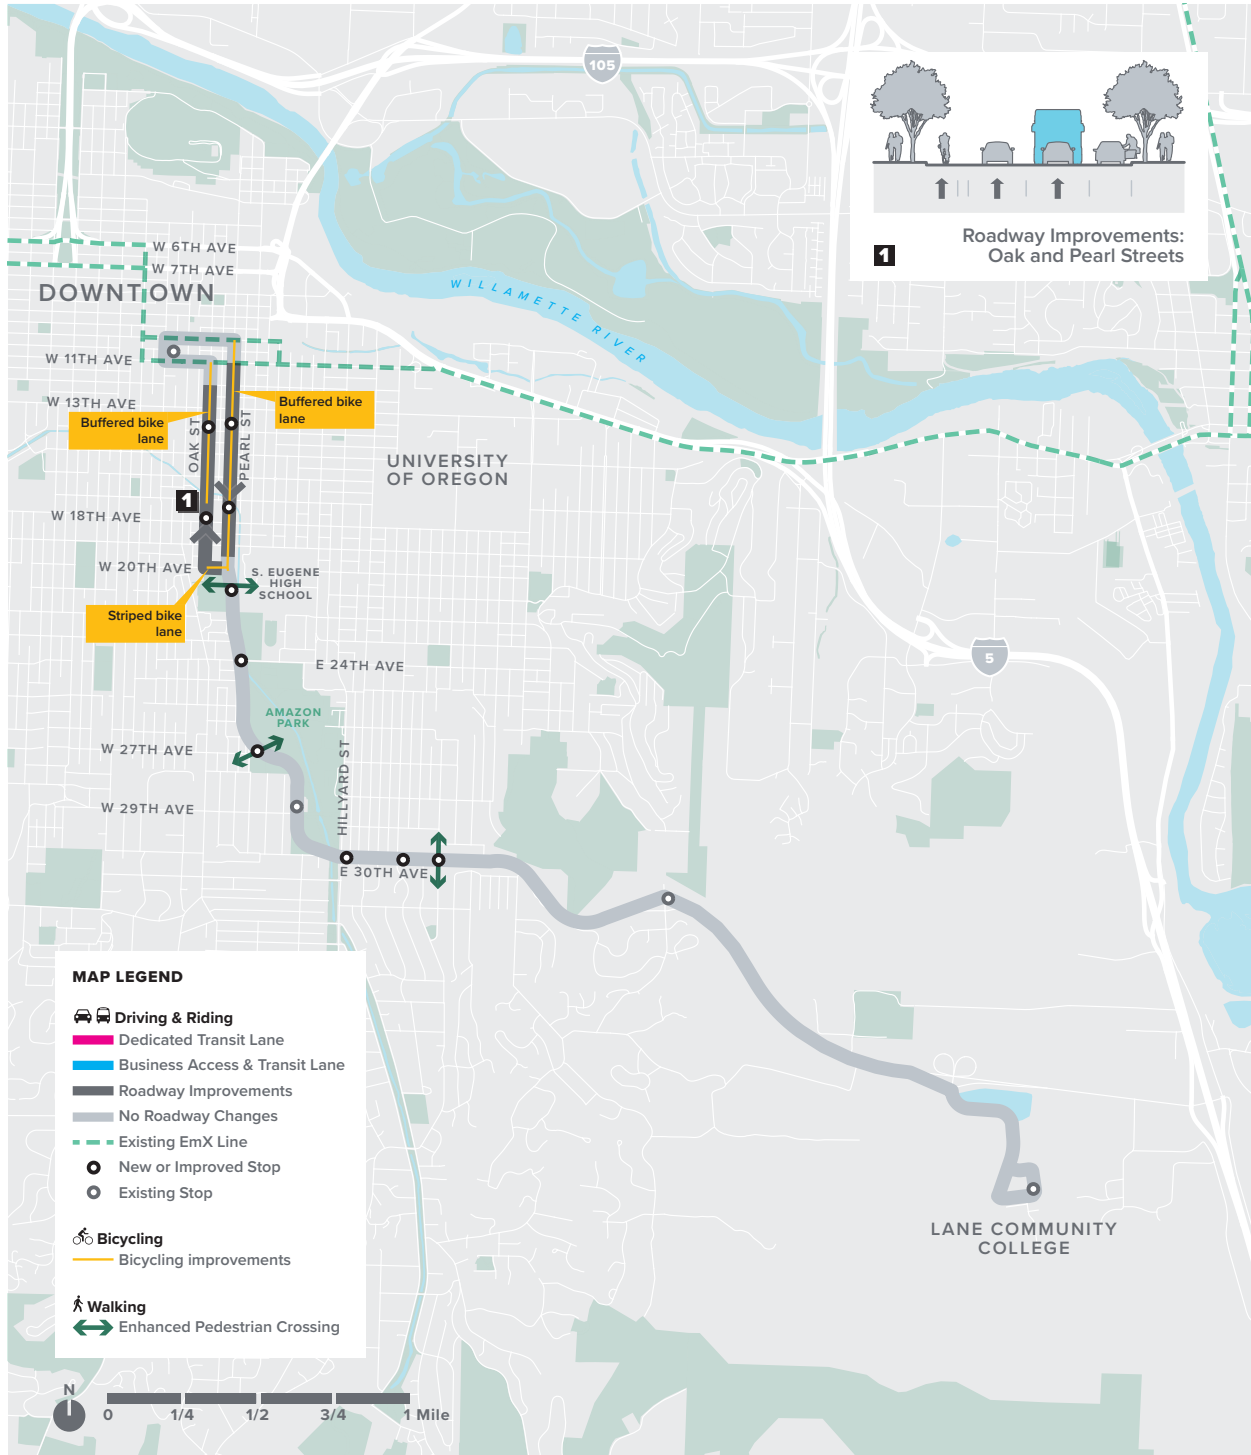 105
1
Roadway Improvements:
Oak and Pearl Streets
W 6TH AVE
W 7TH AVE
DOWNTOWN
WILLAMETTE RIVER
W 11TH AVE
W 13TH AVE
Buffered bike
lane
Buffered bike
lane
OAK ST
PEARL ST
UNIVERSITY
OF OREGON
1
W 18TH AVE
W 20TH AVE
S. EUGENE
HIGH
SCHOOL
Striped bike
lane
5
E 24TH AVE
AMAZON
PARK
W 27TH AVE
HILLYARD ST
W 29TH AVE
E 30TH AVE
MAP LEGEND
Driving & Riding
Dedicated Transit Lane
Business Access & Transit Lane
Roadway Improvements
No Roadway Changes
Existing EmX Line
New or Improved Stop
Existing Stop
Bicycling
Bicycling improvements
Walking
Enhanced Pedestrian Crossing
LANE COMMUNITY
COLLEGE
N
0 1/4 1/2 3/4 1 Mile